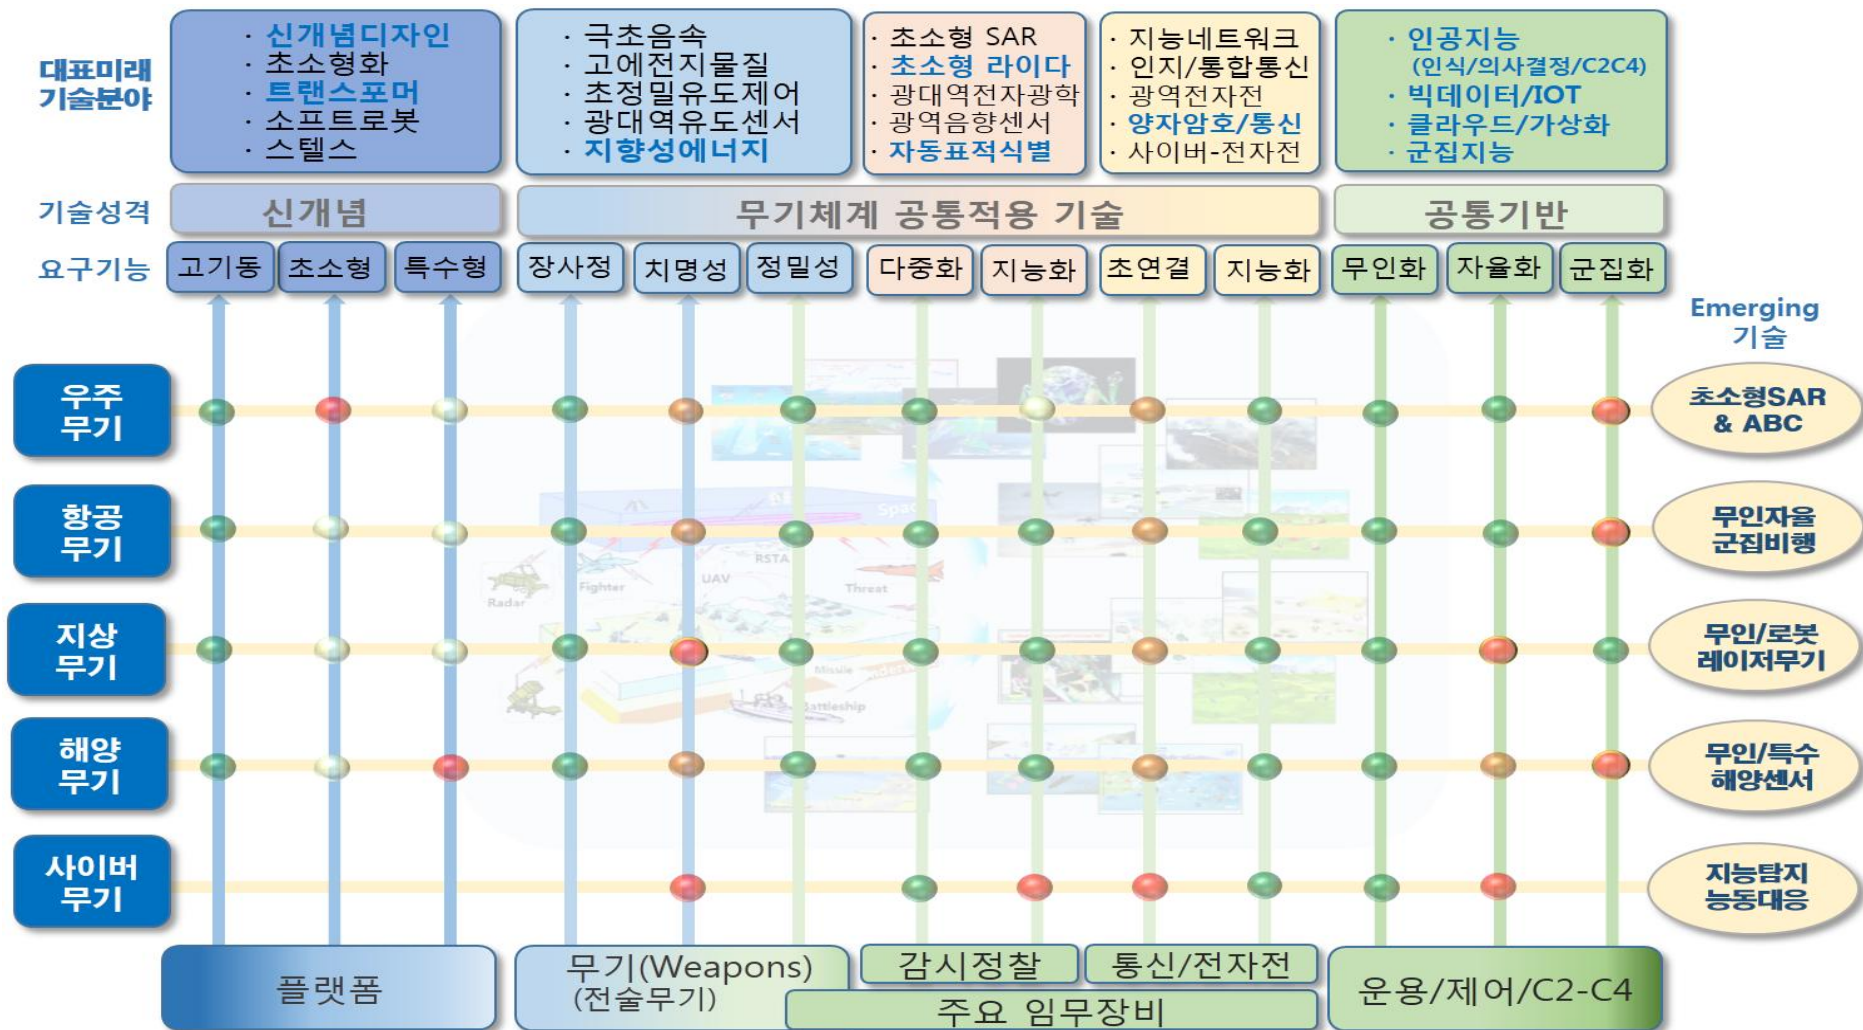 대표미래
기술분야
· 신개념디자인
· 초소형화
· 트랜스포머
· 소프트로봇
· 스텔스
· 극초음속
· 고에전지물질
· 초정밀유도제어
· 광대역유도센서
· 지향성에너지
· 초소형 SAR
· 초소형 라이다
· 광대역전자광학
· 광역음향센서
· 자동표적식별
· 지능네트워크
· 인지/통합통신
· 광역전자전
· 양자암호/통신
· 사이버-전자전
· 인공지능
(인식/의사결정/C2C4)
· 빅데이터/IOT
· 클라우드/가상화
· 군집지능
기술성격
신개념
무기체계 공통적용 기술
공통기반
요구기능
고기동
초소형
특수형
장사정
치명성
정밀성
다중화
지능화
초연결
지능화
무인화
자율화
군집화
Emerging
기술
우주
무기
초소형SAR
& ABC
항공
무기
Space
RSTA
Fighter
UAV
Threat
Radar
무인자율
군집비행
지상
무기
Missile
Battleship
무인/로봇
레이저무기
해양
무기
무인/특수
해양센서
사이버
무기
지능탐지
능동대응
플랫폼
무기(Weapons)
(전술무기)
감시정찰
통신/전자전
주요 임무장비
운용/제어/C2-C4